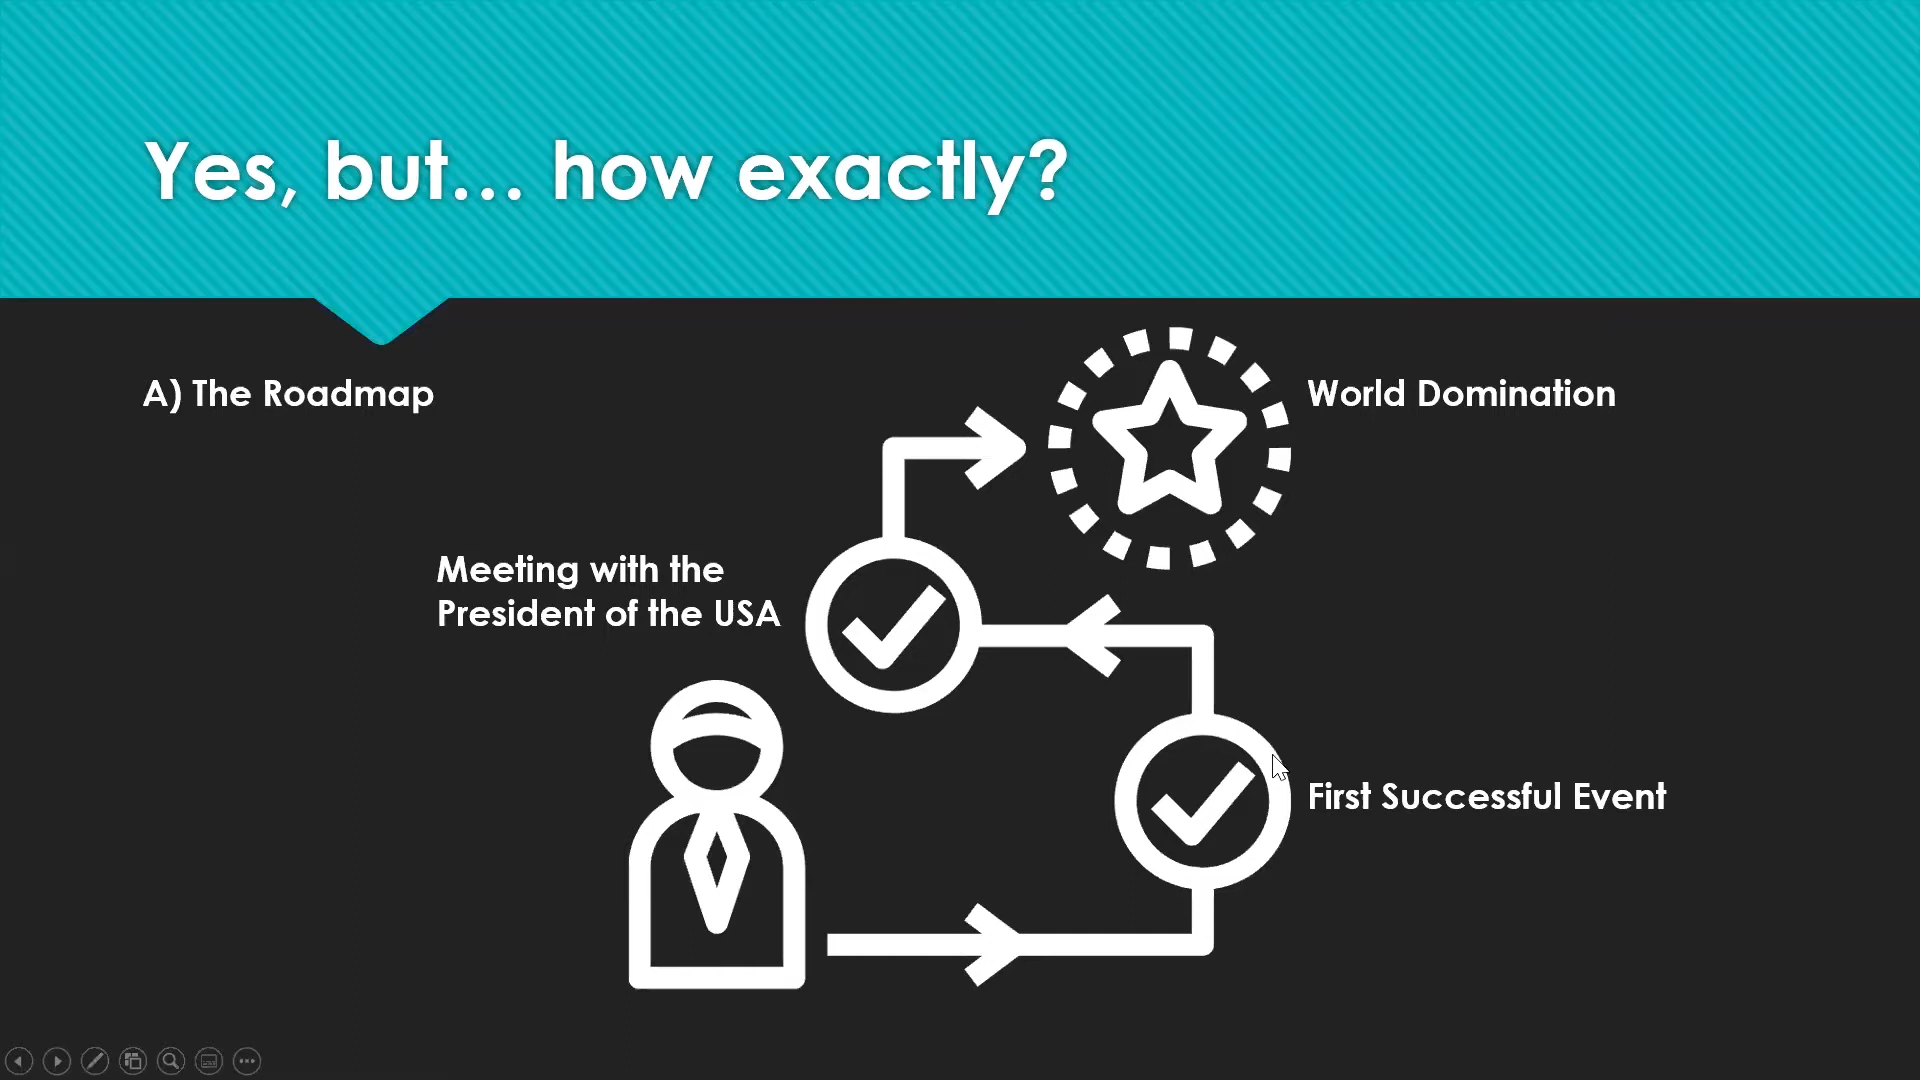 Yes, but… how exactly?
A) The Roadmap
World Domination
Meeting with the
President of the USA
First Successful Event